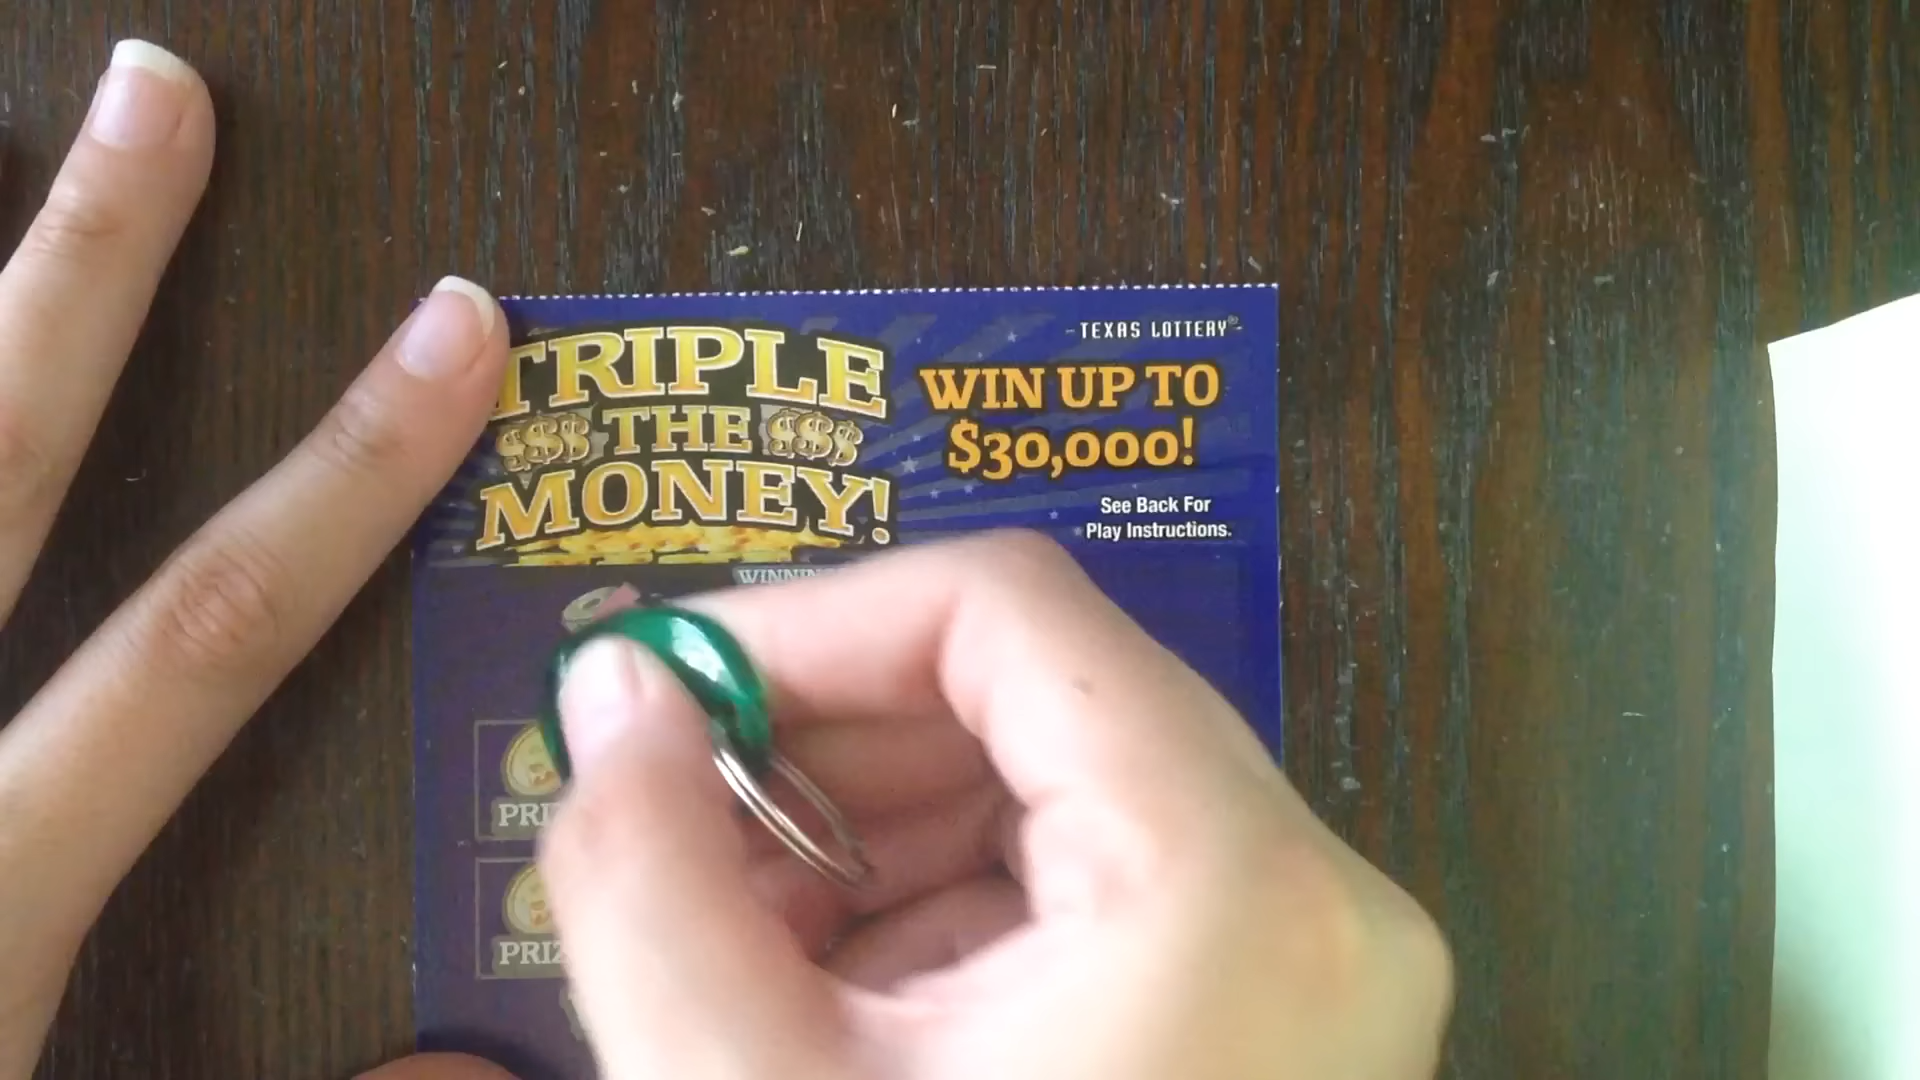 TRIPLE
$$$ THE $$$
MONEY!
-TEXAS LOTTERY®-
WIN UP TO
$30,000!
See Back For
Play Instructions.